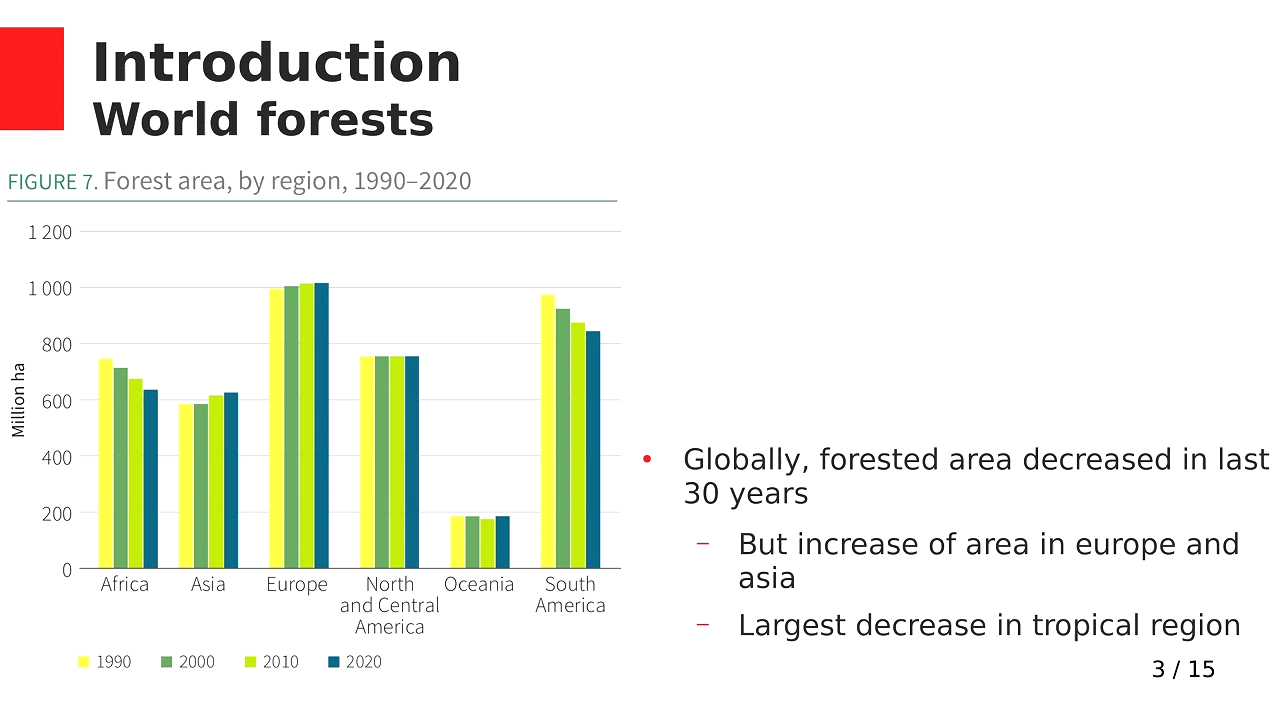 Introduction
World forests
FIGURE 7. Forest area, by region, 1990–2020
1 200
1 000
800
600
400
200
0
Million ha
Africa
Asia
Europe
North
and Central
America
Oceania
South
America
1990
2000
2010
2020
• Globally, forested area decreased in last
30 years
– But increase of area in europe and
asia
– Largest decrease in tropical region
3 / 15